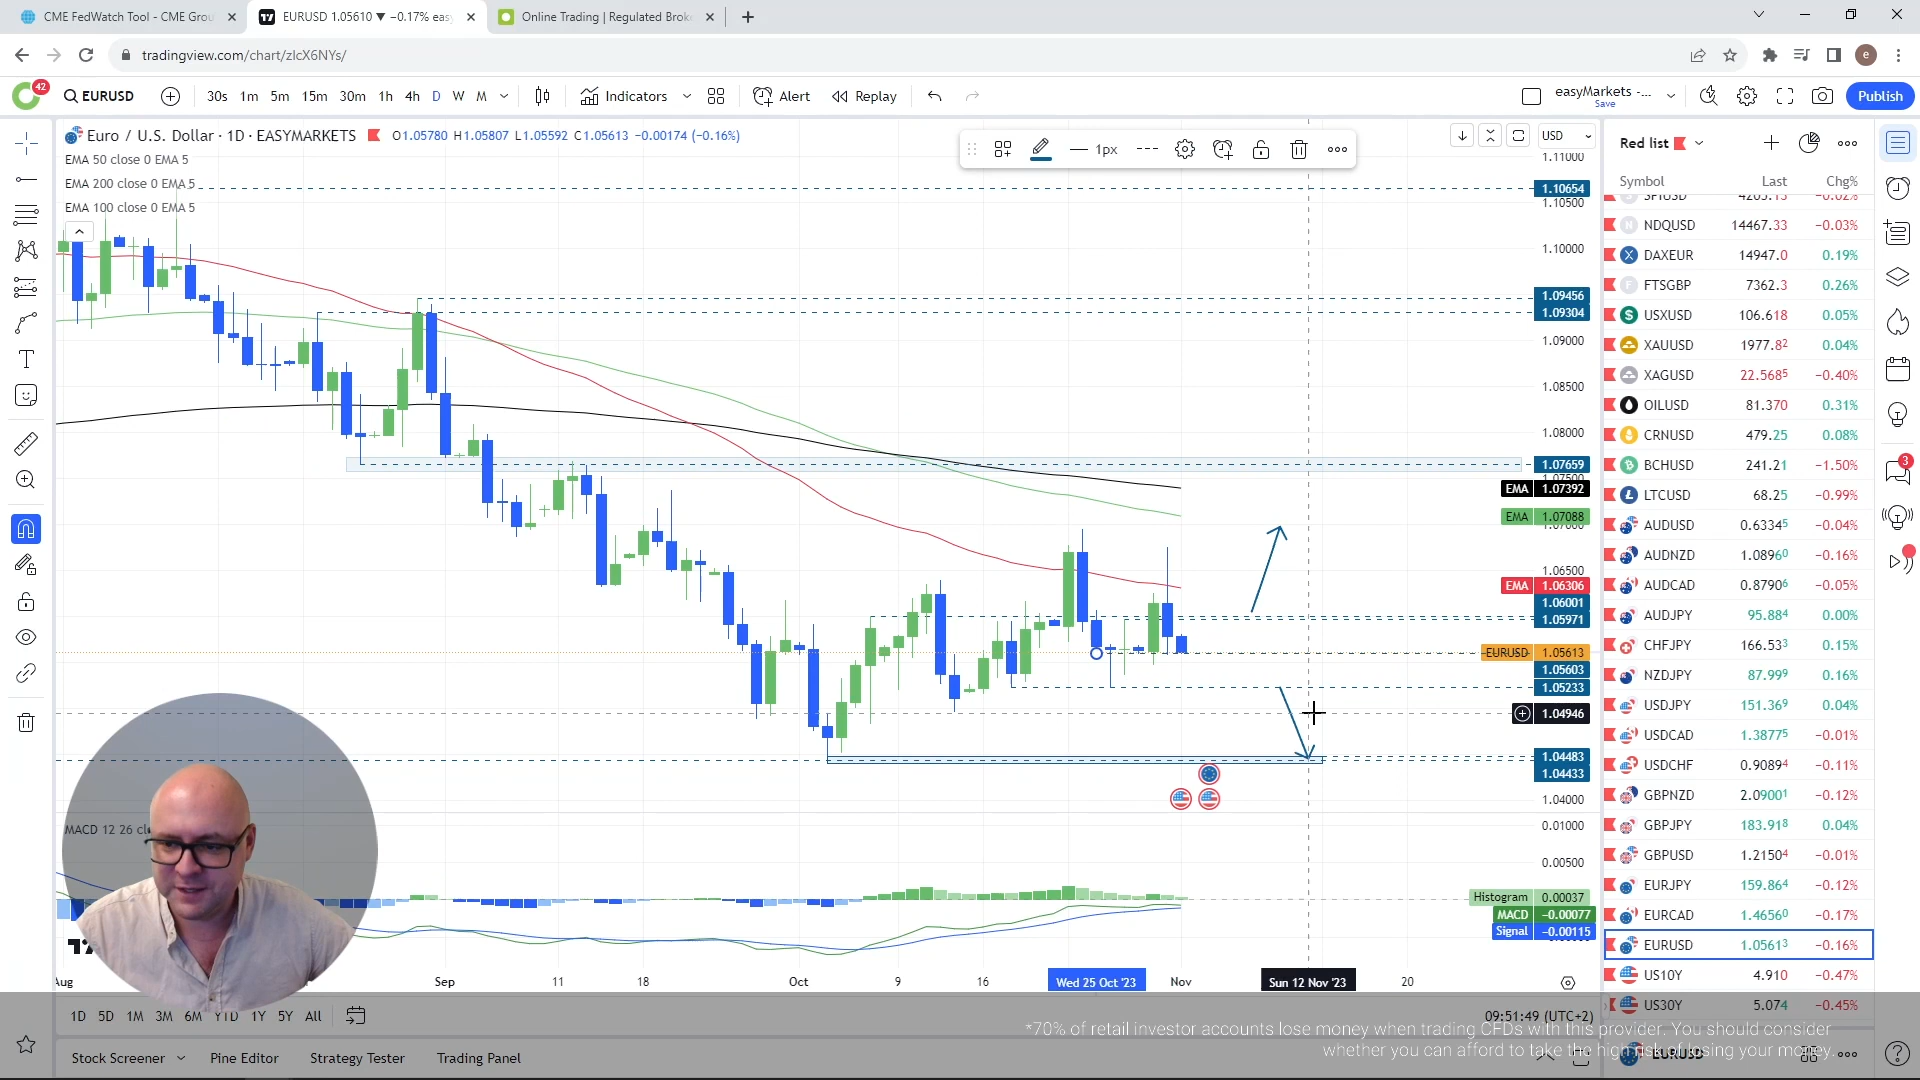 CME FedWatch Tool - CME Grou
EURUSD 1.05610 ▼ −0.17% eas
Online Trading | Regulated Brok
tradingview.com/chart/zIcX6NYs/
e
42
EURUSD
30s 1m 5m 15m 30m 1h 4h D W M
Indicators
Alert
Replay
easyMarkets -...
Save
Publish
Euro / U.S. Dollar · 1D · EASYMARKETS
O1.05780 H1.05807 L1.05592 C1.05613 −0.00174 (−0.16%)
EMA 50 close 0 EMA 5
EMA 200 close 0 EMA 5
EMA 100 close 0 EMA 5
1px
USD
1.11000
1.10654
1.10500
1.10000
1.09456
1.09304
1.09000
1.08500
1.08000
1.07659
EMA 1.07392
EMA 1.07088
1.06500
EMA 1.06306
1.06001
1.05971
EURUSD 1.05613
1.05603
1.05233
1.04946
1.04483
1.04433
1.04000
MACD 12 26 cl
0.01000
0.00500
Histogram 0.00037
MACD −0.00077
Signal −0.00115
Aug
Sep
11
18
Oct
9
16
Wed 25 Oct '23
Nov
Sun 12 Nov '23
20
1D 5D 1M 3M 6M YTD 1Y 5Y All
09:51:49 (UTC+2)
Stock Screener
Pine Editor
Strategy Tester
Trading Panel
Red list
Symbol Last Chg%
SPIUSD 4203.13 −0.02%
NDQUSD 14467.33 −0.03%
DAXEUR 14947.0 0.19%
FTSGBP 7362.3 0.26%
USXUSD 106.618 0.05%
XAUUSD 1977.82 0.04%
XAGUSD 22.5685 −0.40%
OILUSD 81.370 0.31%
CRNUSD 479.25 0.08%
BCHUSD 241.21 −1.50%
LTCUSD 68.25 −0.99%
AUDUSD 0.63345 −0.04%
AUDNZD 1.08960 −0.16%
AUDCAD 0.87906 −0.05%
AUDJPY 95.884 0.00%
CHFJPY 166.533 0.15%
NZDJPY 87.999 0.16%
USDJPY 151.369 0.04%
USDCAD 1.38775 −0.01%
USDCHF 0.90894 −0.11%
GBPNZD 2.09001 −0.12%
GBPJPY 183.918 0.04%
GBPUSD 1.21504 −0.01%
EURJPY 159.864 −0.12%
EURCAD 1.46560 −0.17%
EURUSD 1.05613 −0.16%
US10Y 4.910 −0.47%
US30Y 5.074 −0.45%
EURUSD
3
*70% of retail investor accounts lose money when trading CFDs with this provider. You should consider
whether you can afford to take the high risk of losing your money.